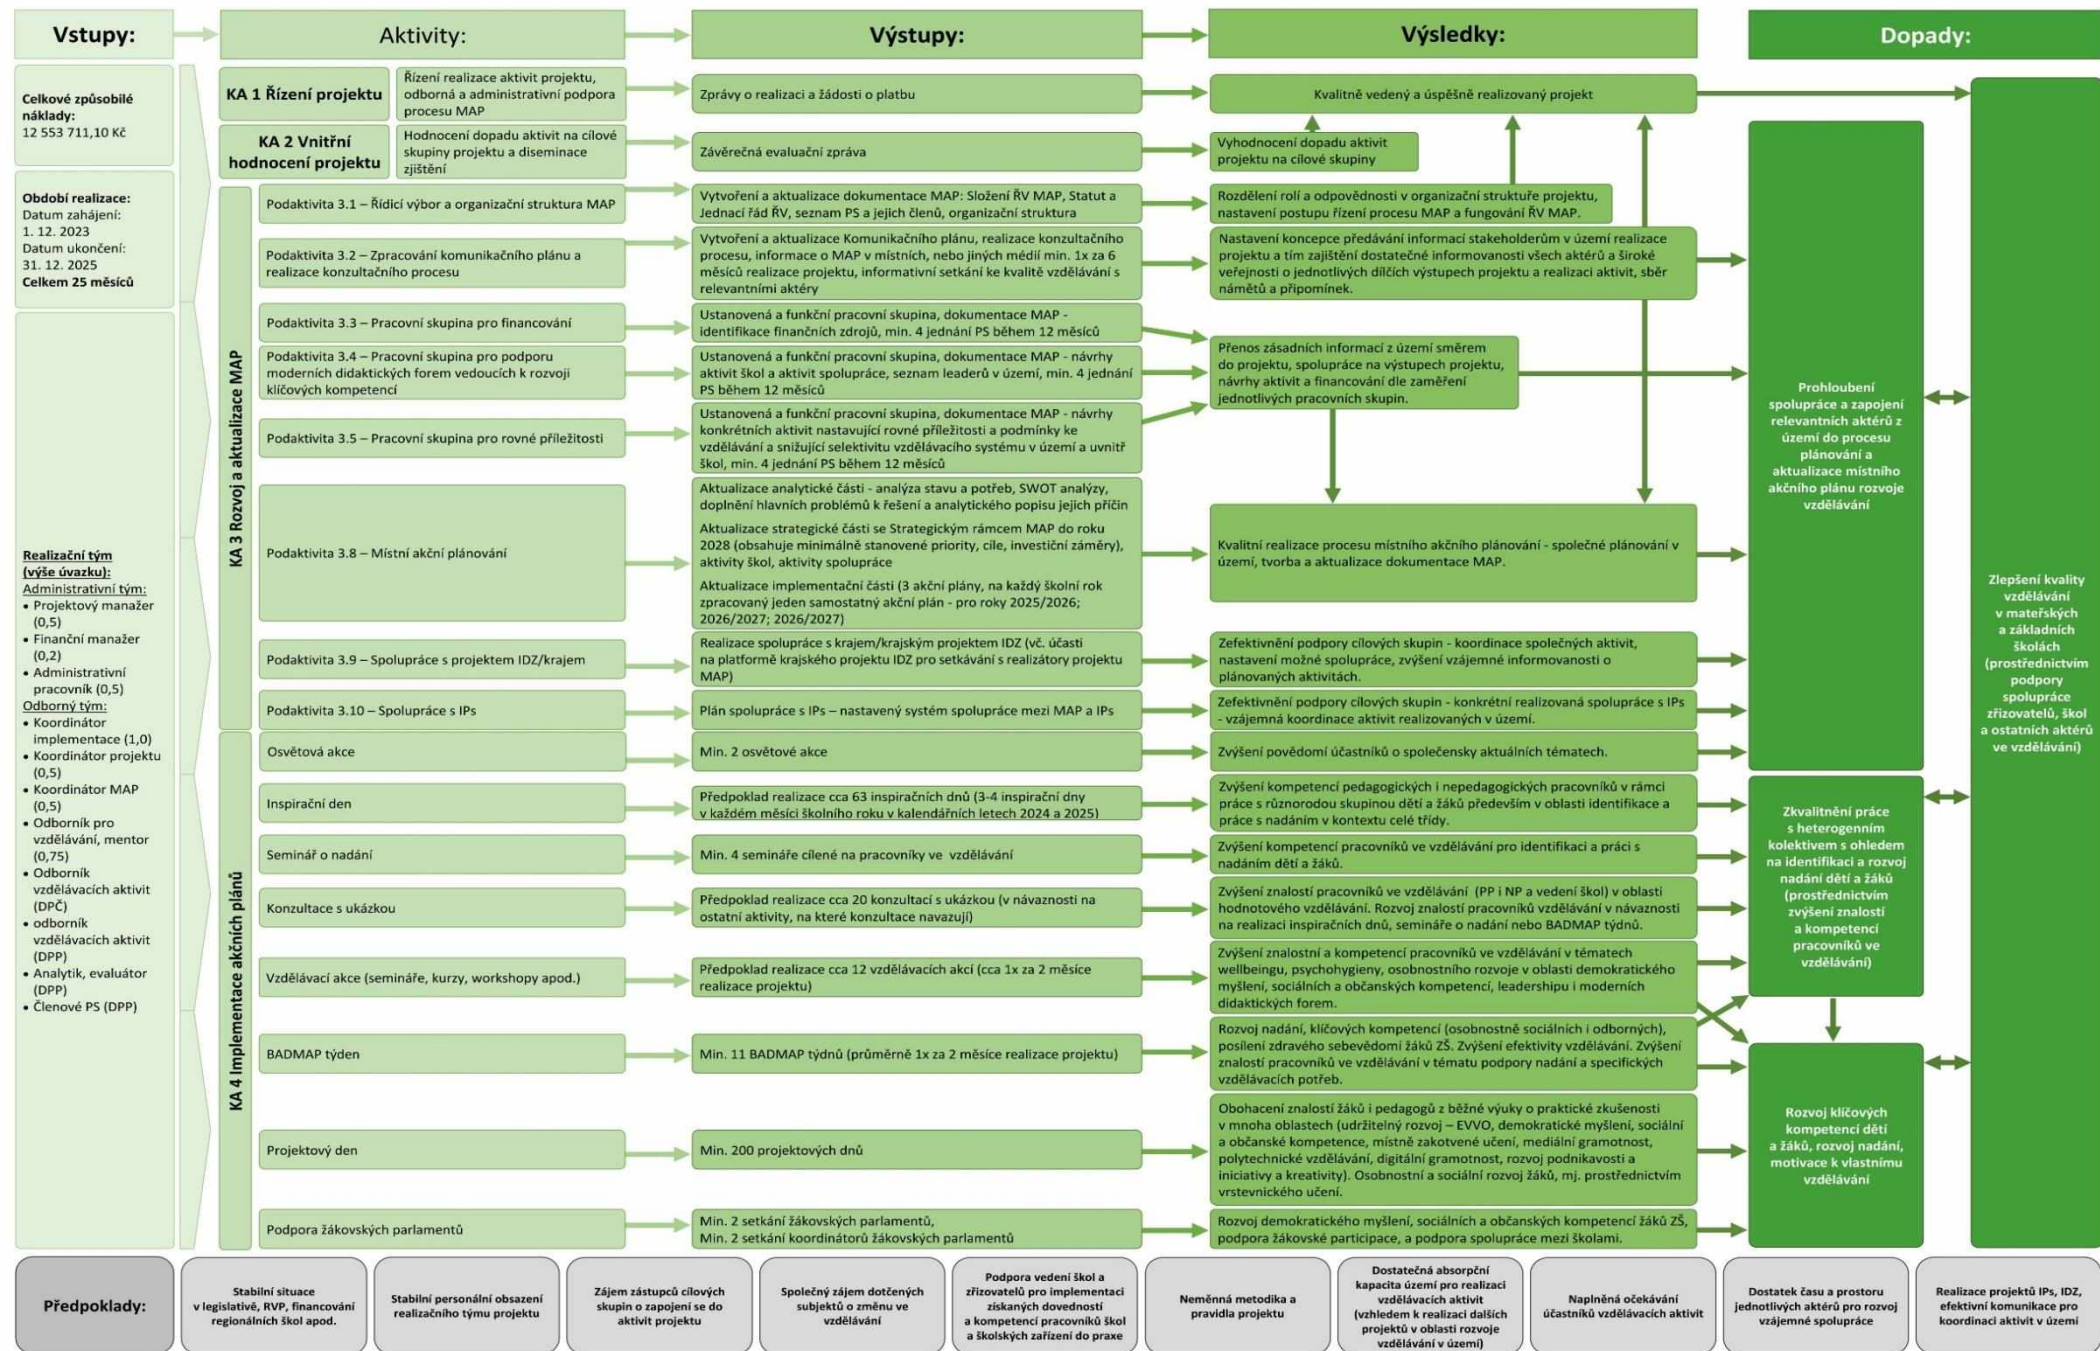 Vstupy:
Aktivity:
Výstupy:
Výsledky:
Dopady:
Celkové způsobilé
náklady:
12 553 711,10 Kč
Období realizace:
Datum zahájení:
1. 12. 2023
Datum ukončení:
31. 12. 2025
Celkem 25 měsíců
Realizační tým
(výše úvazku):
Administrativní tým:
• Projektový manažer
(0,5)
• Finanční manažer
(0,2)
• Administrativní
pracovník (0,5)
Odborný tým:
• Koordinátor
implementace (1,0)
• Koordinátor projektu
(0,5)
• Koordinátor MAP
(0,5)
• Odborník pro
vzdělávání, mentor
(0,75)
• Odborník
vzdělávacích aktivit
(DPČ)
• odborník
vzdělávacích aktivit
(DPP)
• Analytik, evaluátor
(DPP)
• Členové PS (DPP)
KA 1 Řízení projektu
Řízení realizace aktivit projektu,
odborná a administrativní podpora
procesu MAP
Zprávy o realizaci a žádosti o platbu
Kvalitně vedený a úspěšně realizovaný projekt
KA 2 Vnitřní
hodnocení projektu
Hodnocení dopadu aktivit na cílové
skupiny projektu a diseminace
zjištění
Závěrečná evaluační zpráva
Vyhodnocení dopadu aktivit
projektu na cílové skupiny
KA 3 Rozvoj a aktualizace MAP
Podaktivita 3.1 – Řídicí výbor a organizační struktura MAP
Vytvoření a aktualizace dokumentace MAP: Složení ŘV MAP, Statut a
Jednací řád ŘV, seznam PS a jejich členů, organizační struktura
Rozdělení rolí a odpovědnosti v organizační struktuře projektu,
nastavení postupu řízení procesu MAP a fungování ŘV MAP.
Podaktivita 3.2 – Zpracování komunikačního plánu a
realizace konzultačního procesu
Vytvoření a aktualizace Komunikačního plánu, realizace konzultačního
procesu, informace o MAP v místních, nebo jiných médií min. 1x za 6
měsíců realizace projektu, informativní setkání ke kvalitě vzdělávání s
relevantními aktéry
Nastavení koncepce předávání informací stakeholderům v území realizace
projektu a tím zajištění dostatečné informovanosti všech aktérů a široké
veřejnosti o jednotlivých dílčích výstupech projektu a realizaci aktivit, sběr
námětů a připomínek.
Podaktivita 3.3 – Pracovní skupina pro financování
Ustanovená a funkční pracovní skupina, dokumentace MAP -
identifikace finančních zdrojů, min. 4 jednání PS během 12 měsíců
Podaktivita 3.4 – Pracovní skupina pro podporu
moderních didaktických forem vedoucích k rozvoji
klíčových kompetencí
Ustanovená a funkční pracovní skupina, dokumentace MAP - návrhy
aktivit škol a aktivit spolupráce, seznam leaderů v území, min. 4 jednání
PS během 12 měsíců
Přenos zásadních informací z území směrem
do projektu, spolupráce na výstupech projektu,
návrhy aktivit a financování dle zaměření
jednotlivých pracovních skupin.
Podaktivita 3.5 – Pracovní skupina pro rovné příležitosti
Ustanovená a funkční pracovní skupina, dokumentace MAP - návrhy
konkrétních aktivit nastavující rovné příležitosti a podmínky ke
vzdělávání a snižující selektivitu vzdělávacího systému v území a uvnitř
škol, min. 4 jednání PS během 12 měsíců
Podaktivita 3.8 – Místní akční plánování
Aktualizace analytické části - analýza stavu a potřeb, SWOT analýzy,
doplnění hlavních problémů k řešení a analytického popisu jejich příčin
Aktualizace strategické části se Strategickým rámcem MAP do roku
2028 (obsahuje minimálně stanovené priority, cíle, investiční záměry),
aktivity škol, aktivity spolupráce
Aktualizace implementační části (3 akční plány, na každý školní rok
zpracovaný jeden samostatný akční plán - pro roky 2025/2026;
2026/2027; 2026/2027)
Kvalitní realizace procesu místního akčního plánování - společné plánování v
území, tvorba a aktualizace dokumentace MAP.
Podaktivita 3.9 – Spolupráce s projektem IDZ/krajem
Realizace spolupráce s krajem/krajským projektem IDZ (vč. účasti
na platformě krajského projektu IDZ pro setkávání s realizátory projektu
MAP)
Zefektivnění podpory cílových skupin - koordinace společných aktivit,
nastavení možné spolupráce, zvýšení vzájemné informovanosti o
plánovaných aktivitách.
Podaktivita 3.10 – Spolupráce s IPs
Plán spolupráce s IPs – nastavený systém spolupráce mezi MAP a IPs
Zefektivnění podpory cílových skupin - konkrétní realizovaná spolupráce s IPs
- vzájemná koordinace aktivit realizovaných v území.
KA 4 Implementace akčních plánů
Osvětová akce
Min. 2 osvětové akce
Zvýšení povědomí účastníků o společensky aktuálních tématech.
Inspirační den
Předpoklad realizace cca 63 inspiračních dnů (3-4 inspirační dny
v každém měsíci školního roku v kalendářních letech 2024 a 2025)
Zvýšení kompetencí pedagogických i nepedagogických pracovníků v rámci
práce s různorodou skupinou dětí a žáků především v oblasti identifikace a
práce s nadáním v kontextu celé třídy.
Seminář o nadání
Min. 4 semináře cílené na pracovníky ve vzdělávání
Zvýšení kompetencí pracovníků ve vzdělávání pro identifikaci a práci s
nadáním dětí a žáků.
Konzultace s ukázkou
Předpoklad realizace cca 20 konzultací s ukázkou (v návaznosti na
ostatní aktivity, na které konzultace navazují)
Zvýšení znalostí pracovníků ve vzdělávání (PP i NP a vedení škol) v oblasti
hodnotového vzdělávání. Rozvoj znalostí pracovníků vzdělávání v návaznosti
na realizaci inspiračních dnů, semináře o nadání nebo BADMAP týdnů.
Vzdělávací akce (semináře, kurzy, workshopy apod.)
Předpoklad realizace cca 12 vzdělávacích akcí (cca 1x za 2 měsíce
realizace projektu)
Zvýšení znalostní a kompetencí pracovníků ve vzdělávání v tématech
wellbeingu, psychohygieny, osobnostního rozvoje v oblasti demokratického
myšlení, sociálních a občanských kompetencí, leadershipu i moderních
didaktických forem.
BADMAP týden
Min. 11 BADMAP týdnů (průměrně 1x za 2 měsíce realizace projektu)
Rozvoj nadání, klíčových kompetencí (osobnostně sociálních i odborných),
posílení zdravého sebevědomí žáků ZŠ. Zvýšení efektivity vzdělávání. Zvýšení
znalostí pracovníků ve vzdělávání v tématu podpory nadání a specifických
vzdělávacích potřeb.
Projektový den
Min. 200 projektových dnů
Obohacení znalostí žáků i pedagogů z běžné výuky o praktické zkušenosti
v mnoha oblastech (udržitelný rozvoj – EVVO, demokratické myšlení, sociální
a občanské kompetence, místně zakotvené učení, mediální gramotnost,
polytechnické vzdělávání, digitální gramotnost, rozvoj podnikavosti a
iniciativy a kreativity). Osobnostní a sociální rozvoj žáků, mj. prostřednictvím
vrstevnického učení.
Podpora žákovských parlamentů
Min. 2 setkání žákovských parlamentů,
Min. 2 setkání koordinátorů žákovských parlamentů
Rozvoj demokratického myšlení, sociálních a občanských kompetencí žáků ZŠ,
podpora žákovské participace, a podpora spolupráce mezi školami.
Prohloubení
spolupráce a zapojení
relevantních aktérů z
území do procesu
plánování a
aktualizace místního
akčního plánu rozvoje
vzdělávání
Zkvalitnění práce
s heterogenním
kolektivem s ohledem
na identifikaci a rozvoj
nadání dětí a žáků
(prostřednictvím
zvýšení znalostí
a kompetencí
pracovníků ve
vzdělávání)
Rozvoj klíčových
kompetencí dětí
a žáků, rozvoj nadání,
motivace k vlastnímu
vzdělávání
Zlepšení kvality
vzdělávání
v mateřských
a základních
školách
(prostřednictvím
podpory
spolupráce
zřizovatelů, škol
a ostatních aktérů
ve vzdělávání)
Předpoklady:
Stabilní situace
v legislativě, RVP, financování
regionálních škol apod.
Stabilní personální obsazení
realizačního týmu projektu
Zájem zástupců cílových
skupin o zapojení se do
aktivit projektu
Společný zájem dotčených
subjektů o změnu ve
vzdělávání
Podpora vedení škol a
zřizovatelů pro implementaci
získaných dovedností
a kompetencí pracovníků škol
a školských zařízení do praxe
Neměnná metodika a
pravidla projektu
Dostatečná absorpční
kapacita území pro realizaci
vzdělávacích aktivit
(vzhledem k realizaci dalších
projektů v oblasti rozvoje
vzdělávání v území)
Naplněná očekávání
účastníků vzdělávacích aktivit
Dostatek času a prostoru
jednotlivých aktérů pro rozvoj
vzájemné spolupráce
Realizace projektů IPs, IDZ,
efektivní komunikace pro
koordinaci aktivit v území